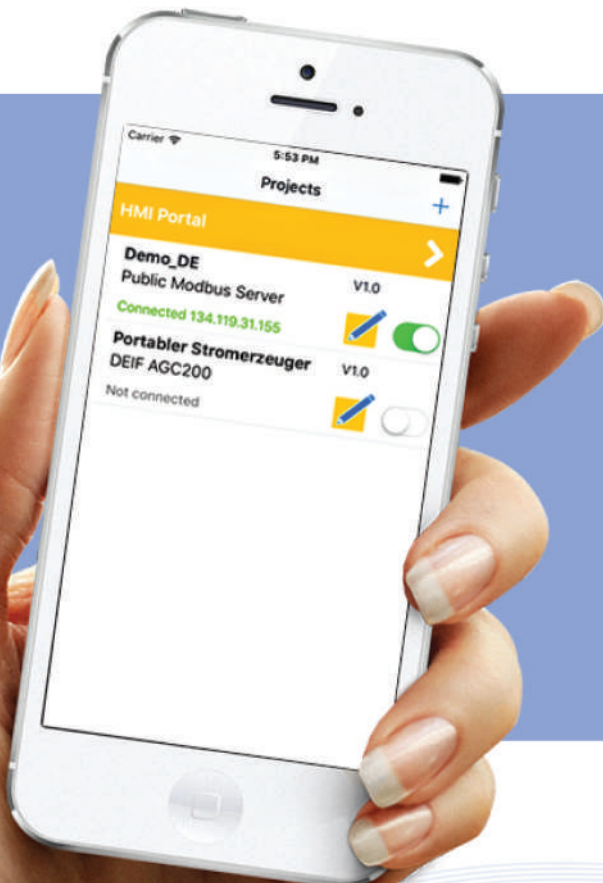 Carrier
5:53 PM
Projects
+
HMI Portal
Demo_DE
V1.0
Public Modbus Server
Connected 134.119.31.155
Portabler Stromerzeuger
V1.0
DEIF AGC200
Not connected